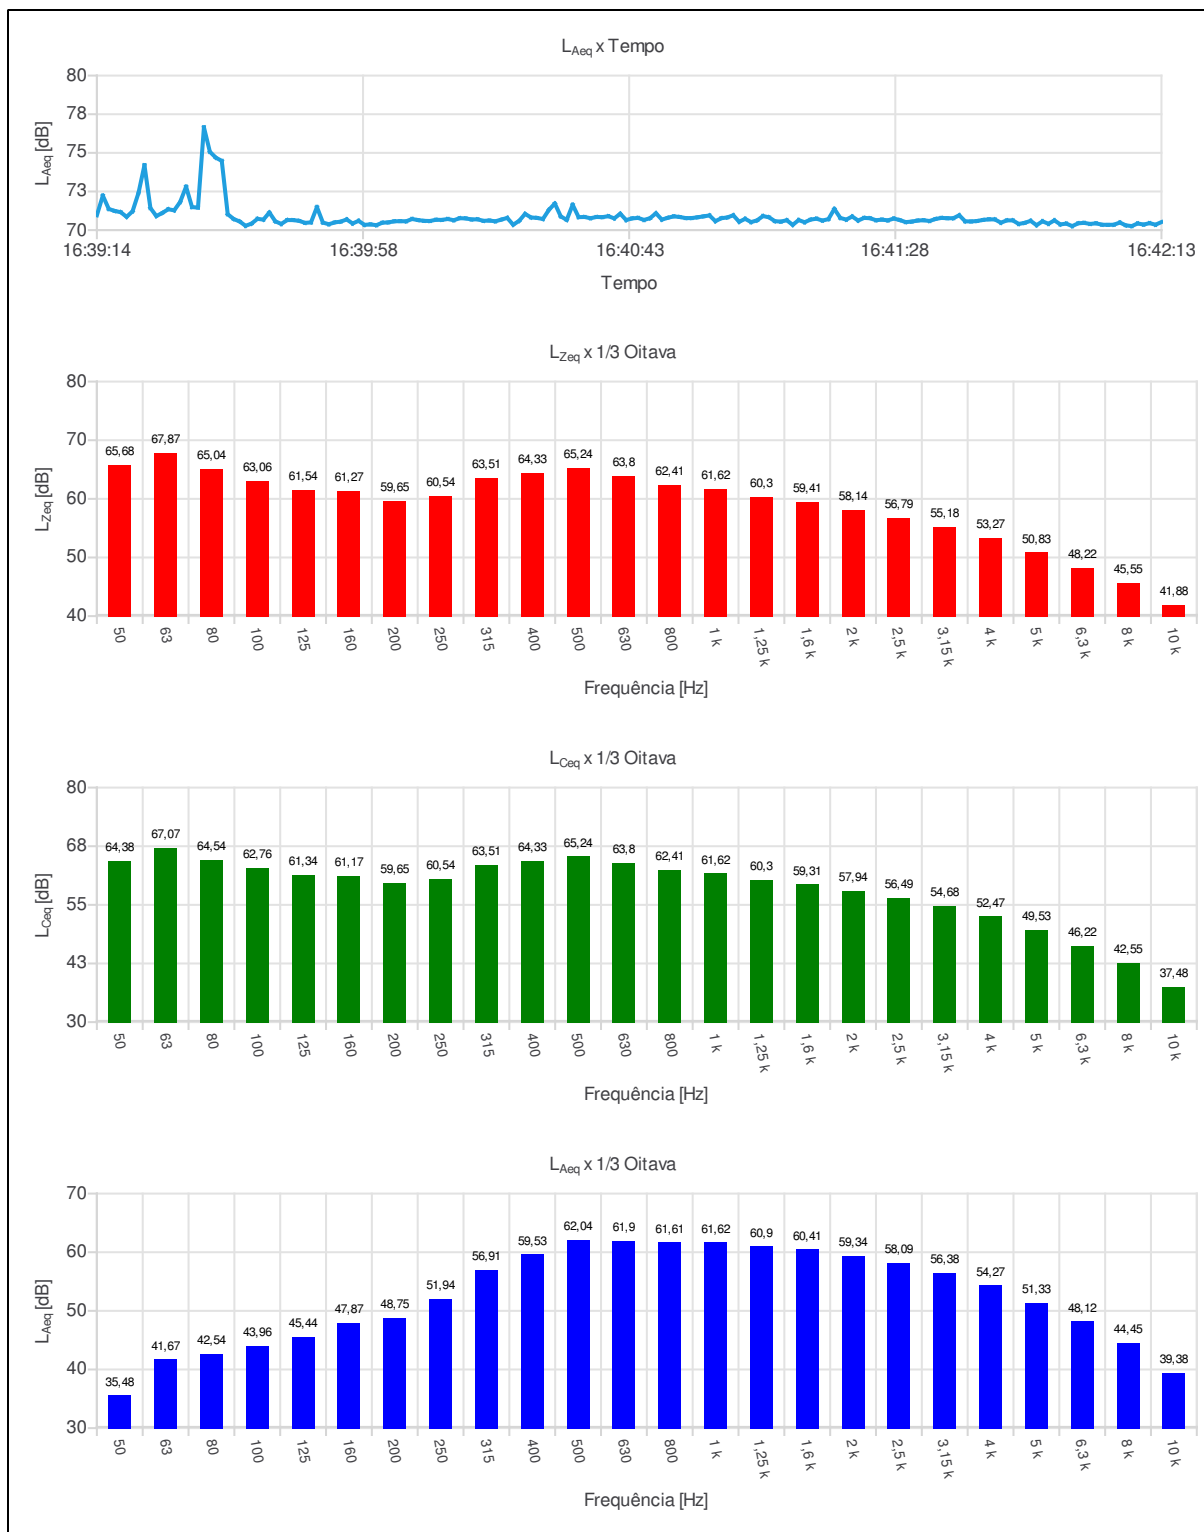 L_Aeq x Tempo
80
78
75
73
70
L_Aeq [dB]
16:39:14 16:39:58 16:40:43 16:41:28 16:42:13
Tempo
L_Zeq x 1/3 Oitava
80
70
60
50
40
L_Zeq [dB]
65,68 67,87 65,04 63,06 61,54 61,27 59,65 60,54 63,51 64,33 65,24 63,8 62,41 61,62 60,3 59,41 58,14 56,79 55,18 53,27 50,83 48,22 45,55 41,88
50 63 80 100 125 160 200 250 315 400 500 630 800 1 k 1,25 k 1,6 k 2 k 2,5 k 3,15 k 4 k 5 k 6,3 k 8 k 10 k
Frequência [Hz]
L_Ceq x 1/3 Oitava
80
68
55
43
30
L_Ceq [dB]
64,38 67,07 64,54 62,76 61,34 61,17 59,65 60,54 63,51 64,33 65,24 63,8 62,41 61,62 60,3 59,31 57,94 56,49 54,68 52,47 49,53 46,22 42,55 37,48
50 63 80 100 125 160 200 250 315 400 500 630 800 1 k 1,25 k 1,6 k 2 k 2,5 k 3,15 k 4 k 5 k 6,3 k 8 k 10 k
Frequência [Hz]
L_Aeq x 1/3 Oitava
70
60
50
40
30
L_Aeq [dB]
35,48 41,67 42,54 43,96 45,44 47,87 48,75 51,94 56,91 59,53 62,04 61,9 61,61 61,62 60,9 60,41 59,34 58,09 56,38 54,27 51,33 48,12 44,45 39,38
50 63 80 100 125 160 200 250 315 400 500 630 800 1 k 1,25 k 1,6 k 2 k 2,5 k 3,15 k 4 k 5 k 6,3 k 8 k 10 k
Frequência [Hz]